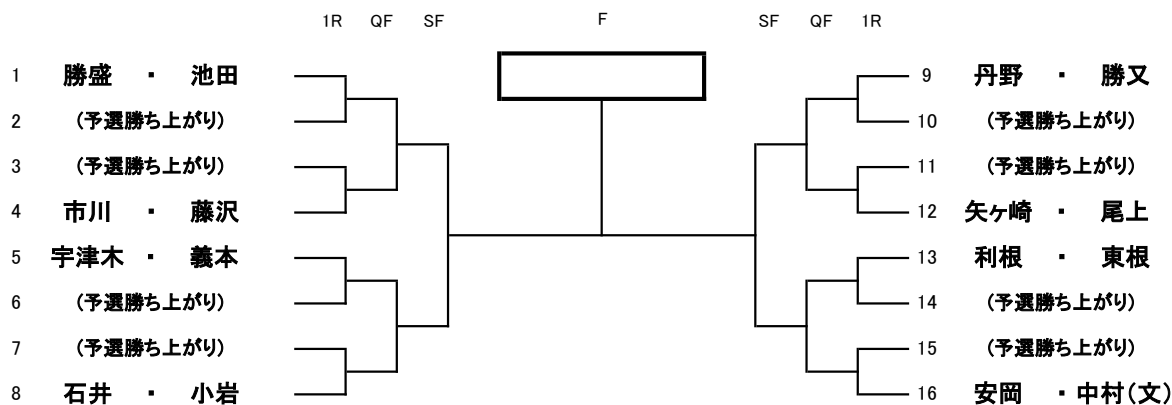 1R QF SF F SF QF 1R
1 勝盛 ・ 池田 9 丹野 ・ 勝又
2 (予選勝ち上がり) 10 (予選勝ち上がり)
3 (予選勝ち上がり) 11 (予選勝ち上がり)
4 市川 ・ 藤沢 12 矢ヶ崎 ・ 尾上
5 宇津木 ・ 義本 13 利根 ・ 東根
6 (予選勝ち上がり) 14 (予選勝ち上がり)
7 (予選勝ち上がり) 15 (予選勝ち上がり)
8 石井 ・ 小岩 16 安岡 ・中村(文)